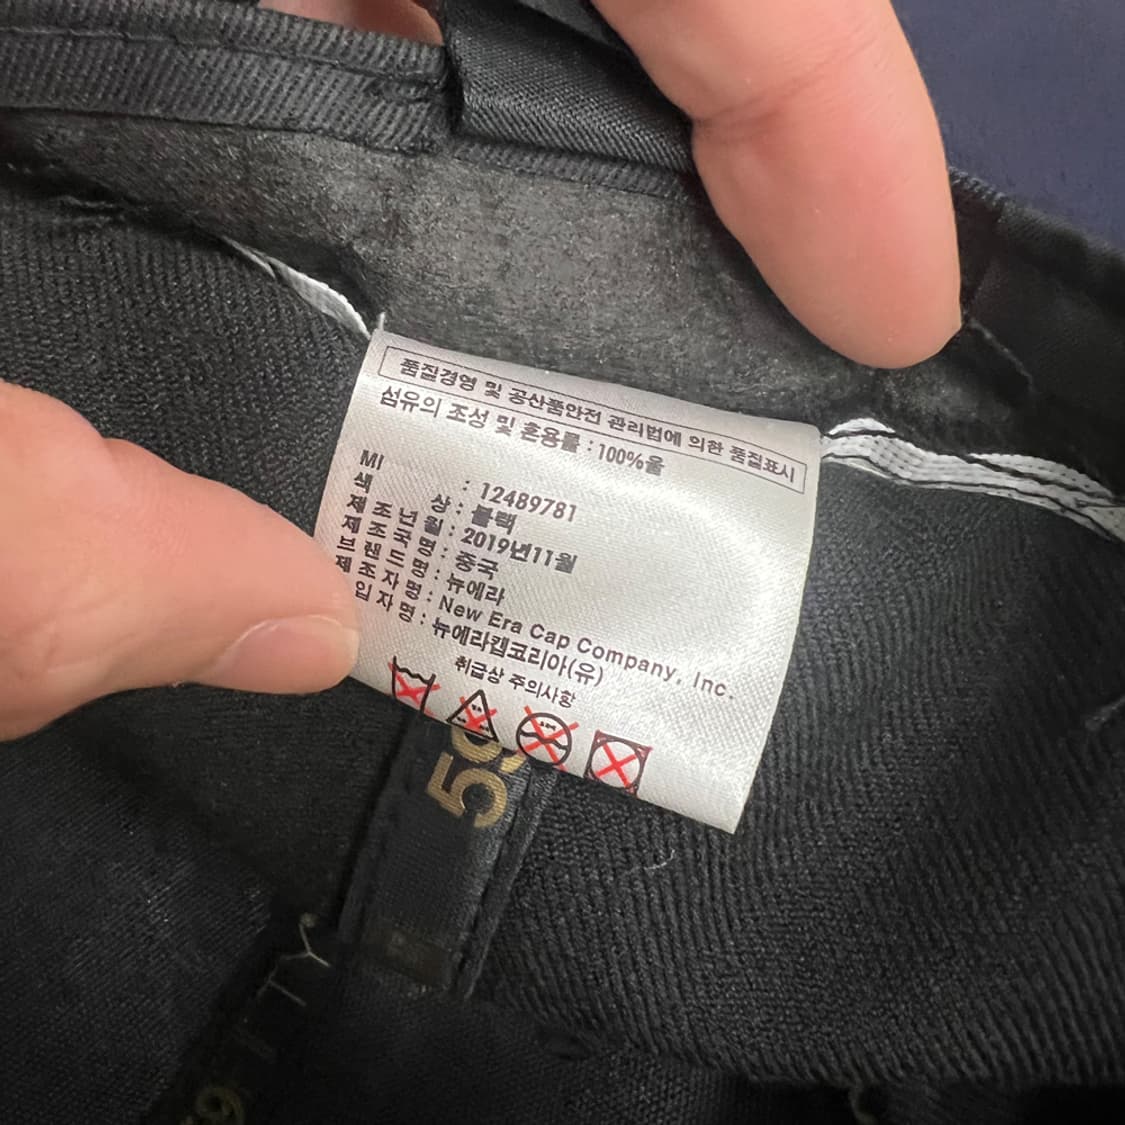 품질경영 및 공산품안전 관리법에 의한 품질표시
섬유의 조성 및 혼용률 : 100%울
MI : 12489781
색 상 : 블랙
제 조 년 월 : 2019년11월
제 조 국 명 : 중국
브 랜 드 명 : 뉴에라
제 조 자 명 : New Era Cap Company, Inc.
입 자 명 : 뉴에라캡코리아(유)
취급상 주의사항
59